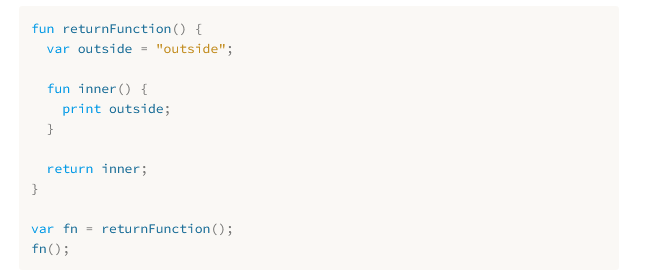 fun returnFunction() {
  var outside = "outside";

  fun inner() {
    print outside;
  }

  return inner;
}

var fn = returnFunction();
fn();